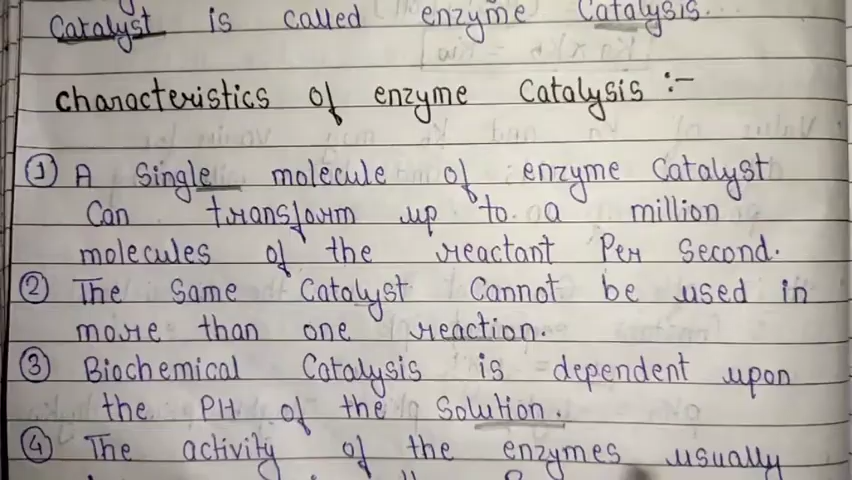 Catalyst is called enzyme Catalysis.
characteristics of enzyme Catalysis :-
① A Single molecule of enzyme Catalyst
Can transform up to a million
molecules of the reactant Per Second.
② The Same Catalyst Cannot be used in
more than one reaction.
③ Biochemical Catalysis is dependent upon
the PH of the Solution.
④ The activity of the enzymes usually